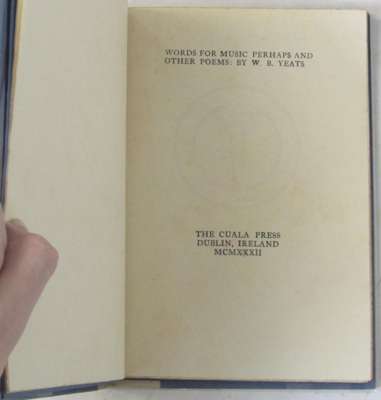 WORDS FOR MUSIC PERHAPS AND
OTHER POEMS: BY W. B. YEATS
THE CUALA PRESS
DUBLIN, IRELAND
MCMXXXII